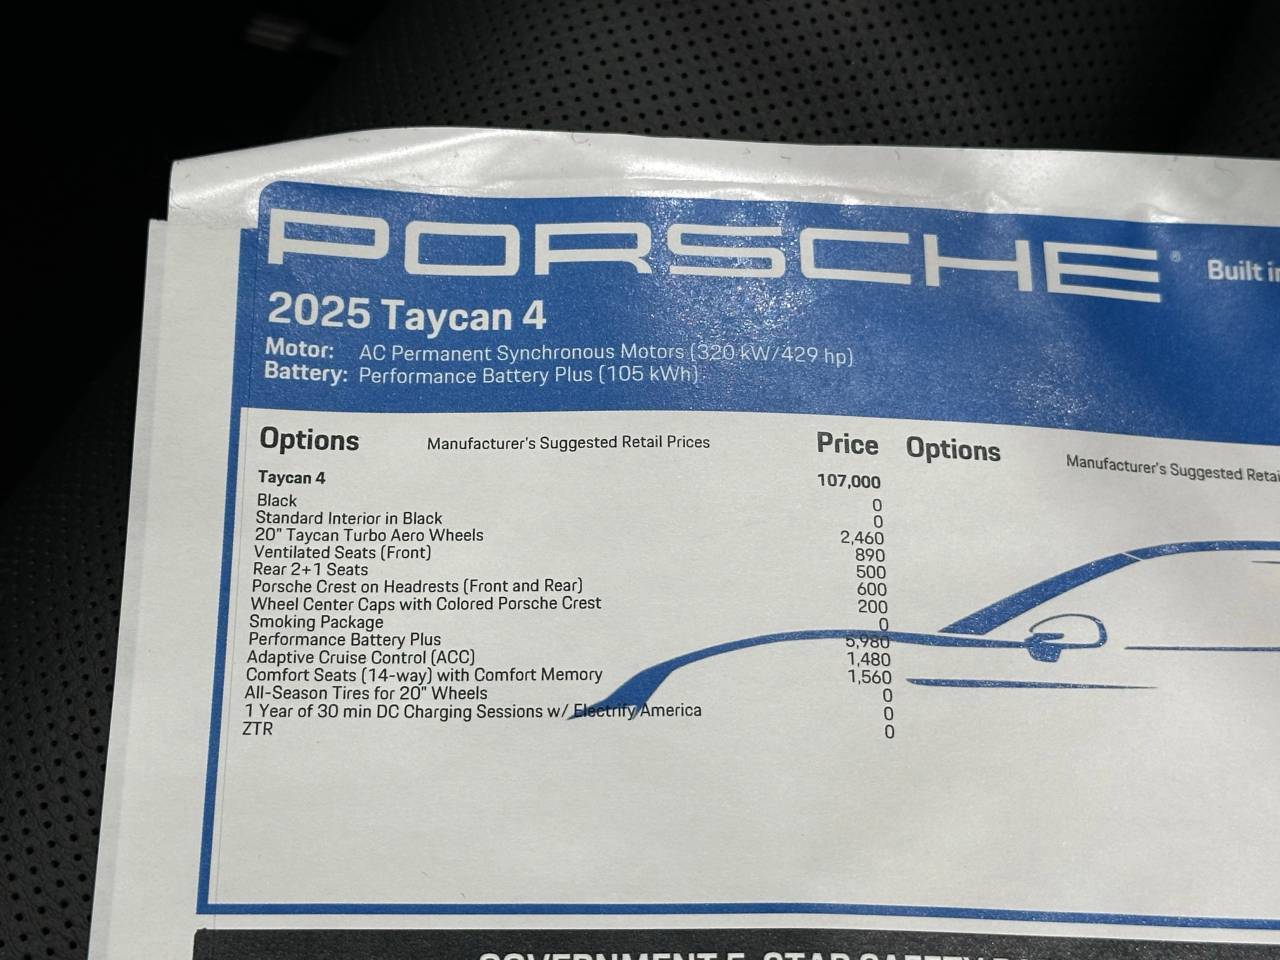 PORSCHE®
Built in
2025 Taycan 4
Motor: AC Permanent Synchronous Motors (320 kW/429 hp)
Battery: Performance Battery Plus (105 kWh)
Options Manufacturer's Suggested Retail Prices Price Options Manufacturer's Suggested Retai
Taycan 4 107,000
Black 0
Standard Interior in Black 0
20" Taycan Turbo Aero Wheels 2,460
Ventilated Seats (Front) 890
Rear 2+1 Seats 500
Porsche Crest on Headrests (Front and Rear) 600
Wheel Center Caps with Colored Porsche Crest 200
Smoking Package 0
Performance Battery Plus 5,980
Adaptive Cruise Control (ACC) 1,480
Comfort Seats (14-way) with Comfort Memory 1,560
All-Season Tires for 20" Wheels 0
1 Year of 30 min DC Charging Sessions w/ Electrify America 0
ZTR 0
GOVERNMENT 5-STAR SAFETY